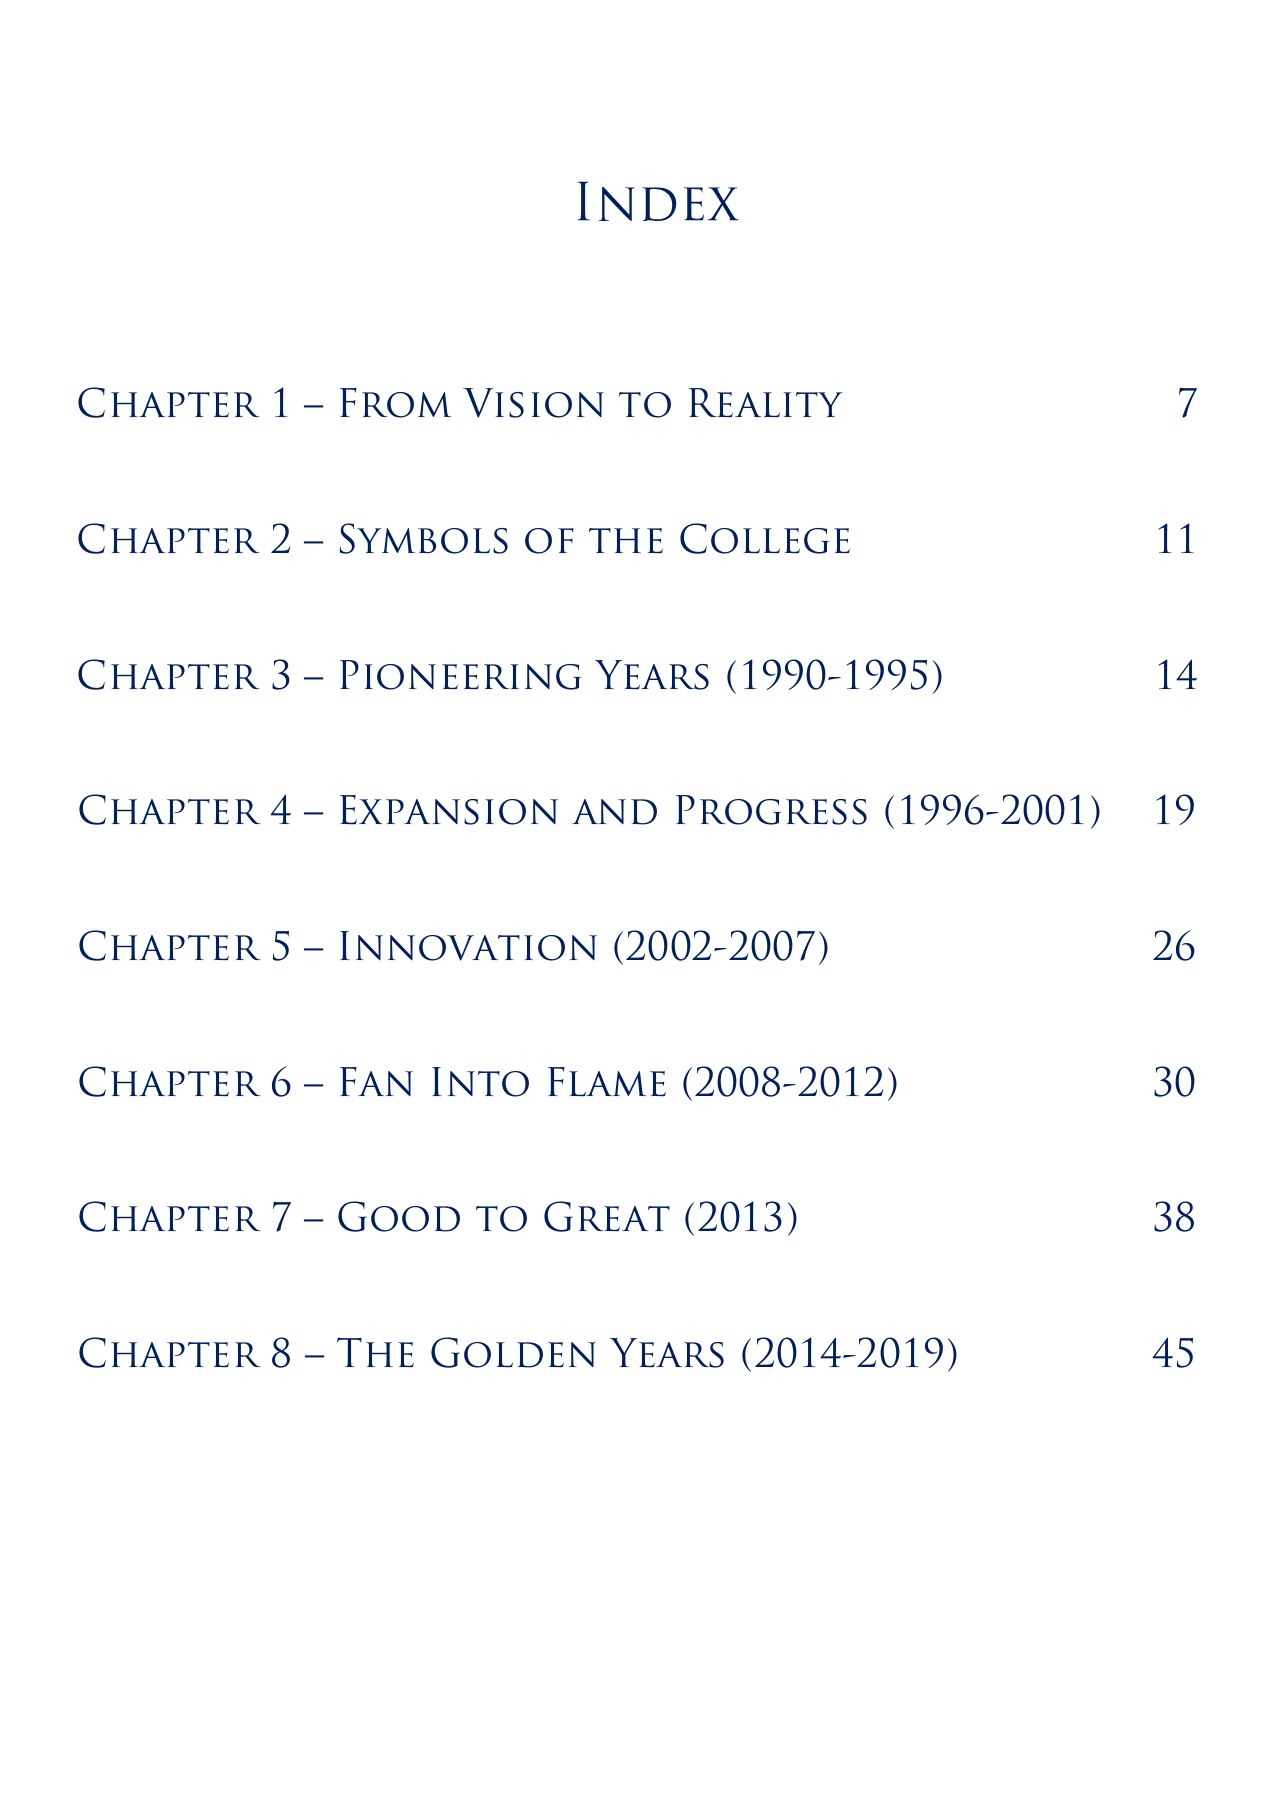 Index
Chapter 1 – From Vision to Reality 7
Chapter 2 – Symbols of the College 11
Chapter 3 – Pioneering Years (1990-1995) 14
Chapter 4 – Expansion and Progress (1996-2001) 19
Chapter 5 – Innovation (2002-2007) 26
Chapter 6 – Fan Into Flame (2008-2012) 30
Chapter 7 – Good to Great (2013) 38
Chapter 8 – The Golden Years (2014-2019) 45